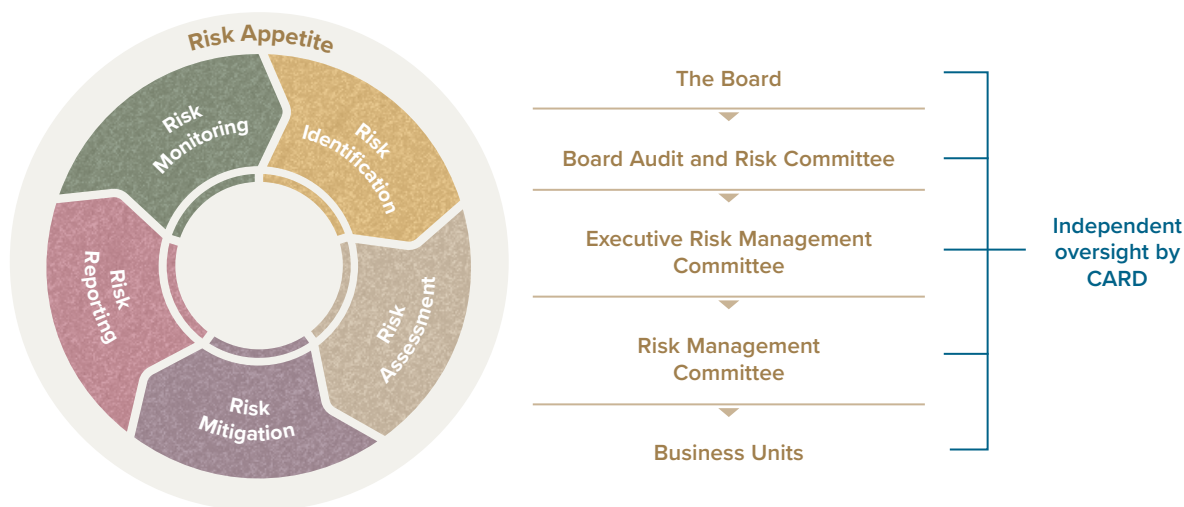 Risk Appetite
Risk
Identification
Risk
Assessment
Risk
Mitigation
Risk
Reporting
Risk
Monitoring
The Board
Board Audit and Risk Committee
Executive Risk Management
Committee
Risk Management
Committee
Business Units
Independent
oversight by
CARD